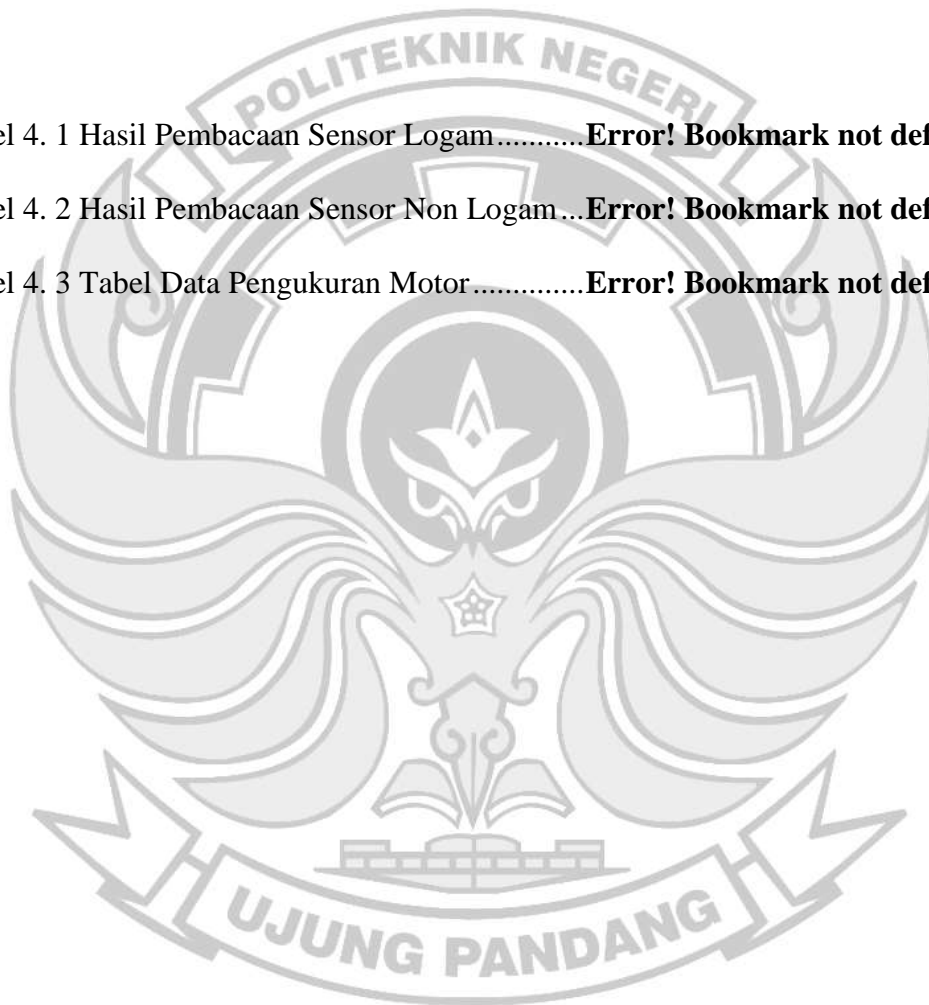 POLITEKNIK NEGERI
el 4. 1 Hasil Pembacaan Sensor Logam...........Error! Bookmark not def
el 4. 2 Hasil Pembacaan Sensor Non Logam...Error! Bookmark not def
el 4. 3 Tabel Data Pengukuran Motor..............Error! Bookmark not def
UJUNG PANDANG